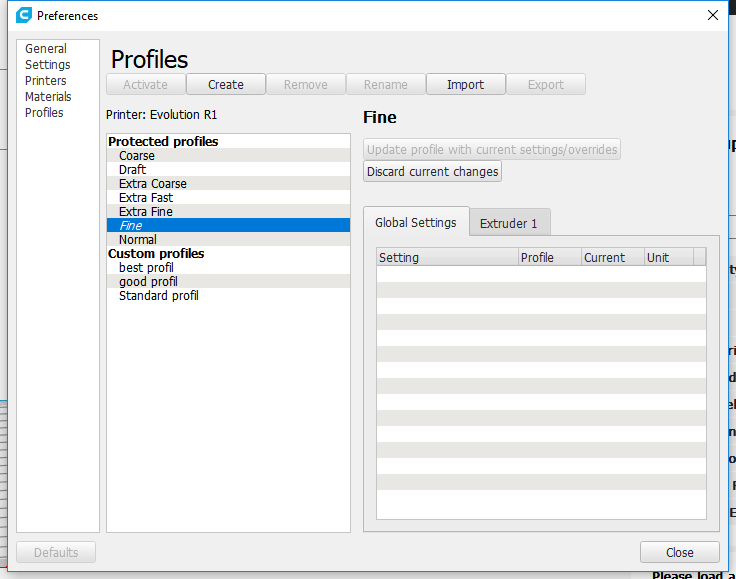 Preferences
General
Settings
Printers
Materials
Profiles
Profiles
Activate Create Remove Rename Import Export
Printer: Evolution R1
Protected profiles
Coarse
Draft
Extra Coarse
Extra Fast
Extra Fine
Fine
Normal
Custom profiles
best profil
good profil
Standard profil
Fine
Update profile with current settings/overrides
Discard current changes
Global Settings Extruder 1
Setting Profile Current Unit
Defaults
Close
Please load a